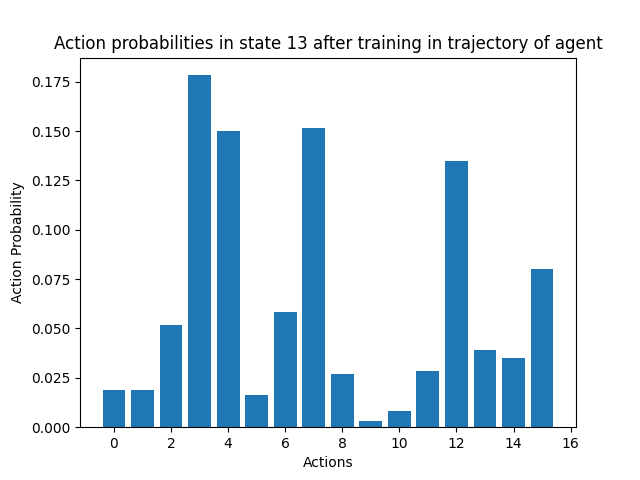 Action probabilities in state 13 after training in trajectory of agent
0.175
0.150
0.125
0.100
0.075
0.050
0.025
0.000
Action Probability
0 2 4 6 8 10 12 14 16
Actions